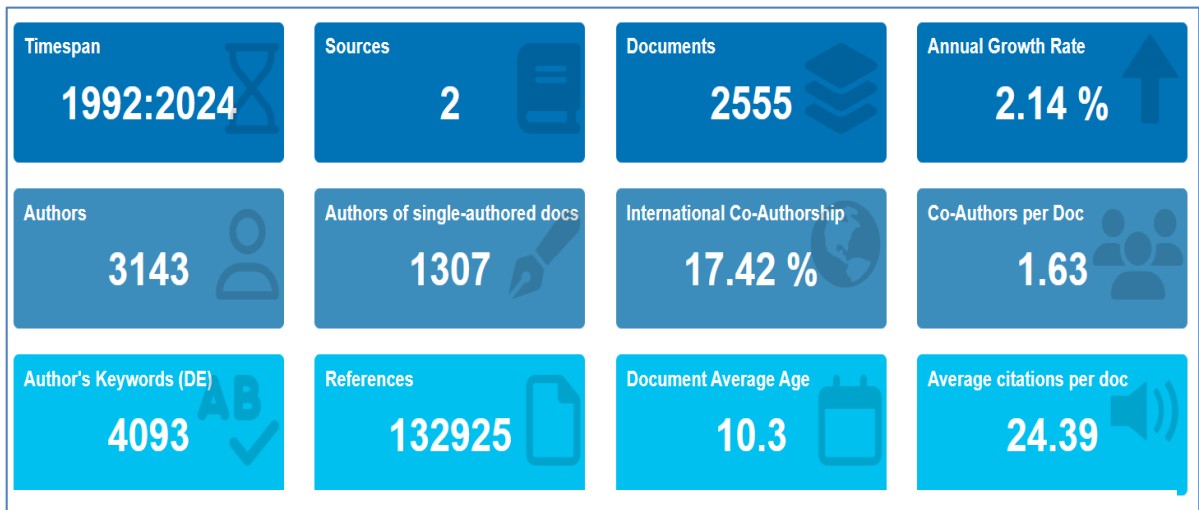 Timespan
1992:2024
Sources
2
Documents
2555
Annual Growth Rate
2.14 %
Authors
3143
Authors of single-authored docs
1307
International Co-Authorship
17.42 %
Co-Authors per Doc
1.63
Author's Keywords (DE)
4093
AB
References
132925
Document Average Age
10.3
Average citations per doc
24.39